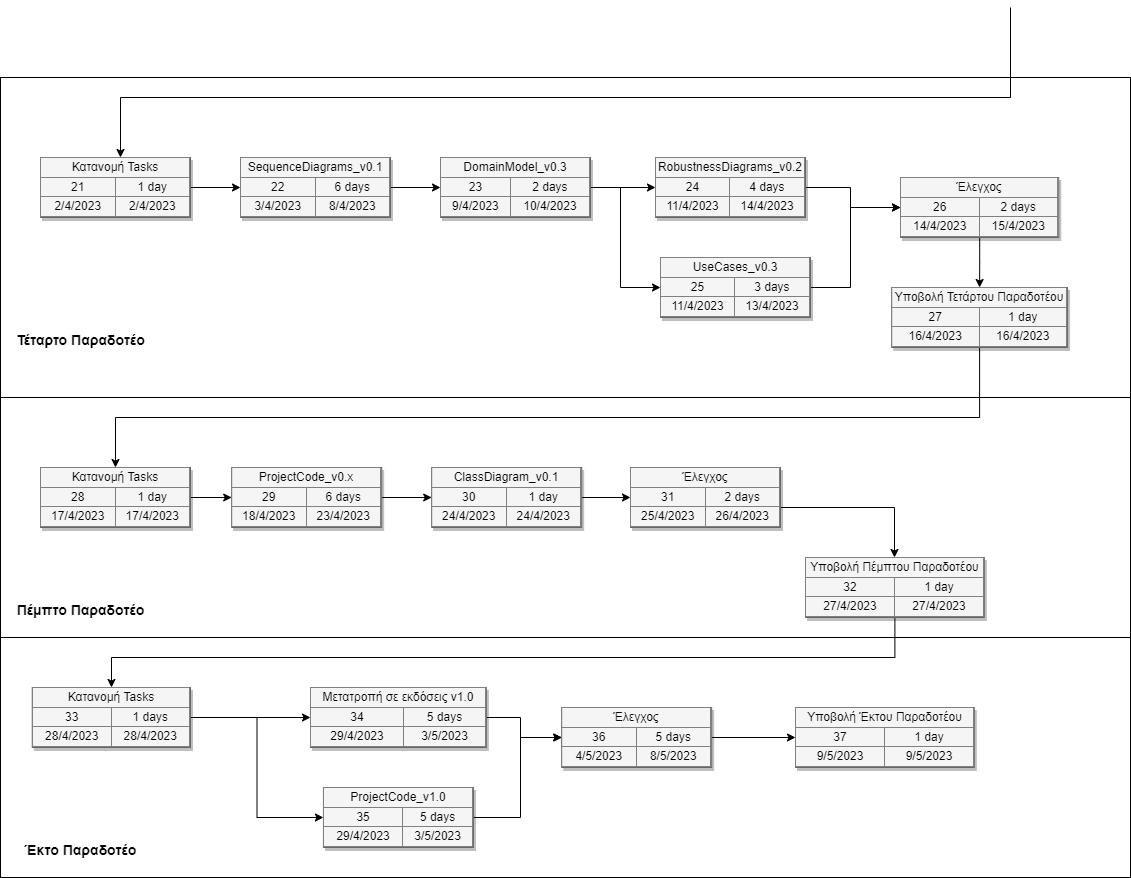 Κατανομή Tasks
21 1 day
2/4/2023 2/4/2023
SequenceDiagrams_v0.1
22 6 days
3/4/2023 8/4/2023
DomainModel_v0.3
23 2 days
9/4/2023 10/4/2023
RobustnessDiagrams_v0.2
24 4 days
11/4/2023 14/4/2023
Έλεγχος
26 2 days
14/4/2023 15/4/2023
UseCases_v0.3
25 3 days
11/4/2023 13/4/2023
Υποβολή Τετάρτου Παραδοτέου
27 1 day
16/4/2023 16/4/2023
Τέταρτο Παραδοτέο
Κατανομή Tasks
28 1 day
17/4/2023 17/4/2023
ProjectCode_v0.x
29 6 days
18/4/2023 23/4/2023
ClassDiagram_v0.1
30 1 day
24/4/2023 24/4/2023
Έλεγχος
31 2 days
25/4/2023 26/4/2023
Υποβολή Πέμπτου Παραδοτέου
32 1 day
27/4/2023 27/4/2023
Πέμπτο Παραδοτέο
Κατανομή Tasks
33 1 days
28/4/2023 28/4/2023
Μετατροπή σε εκδόσεις v1.0
34 5 days
29/4/2023 3/5/2023
Έλεγχος
36 5 days
4/5/2023 8/5/2023
Υποβολή Έκτου Παραδοτέου
37 1 day
9/5/2023 9/5/2023
ProjectCode_v1.0
35 5 days
29/4/2023 3/5/2023
Έκτο Παραδοτέο